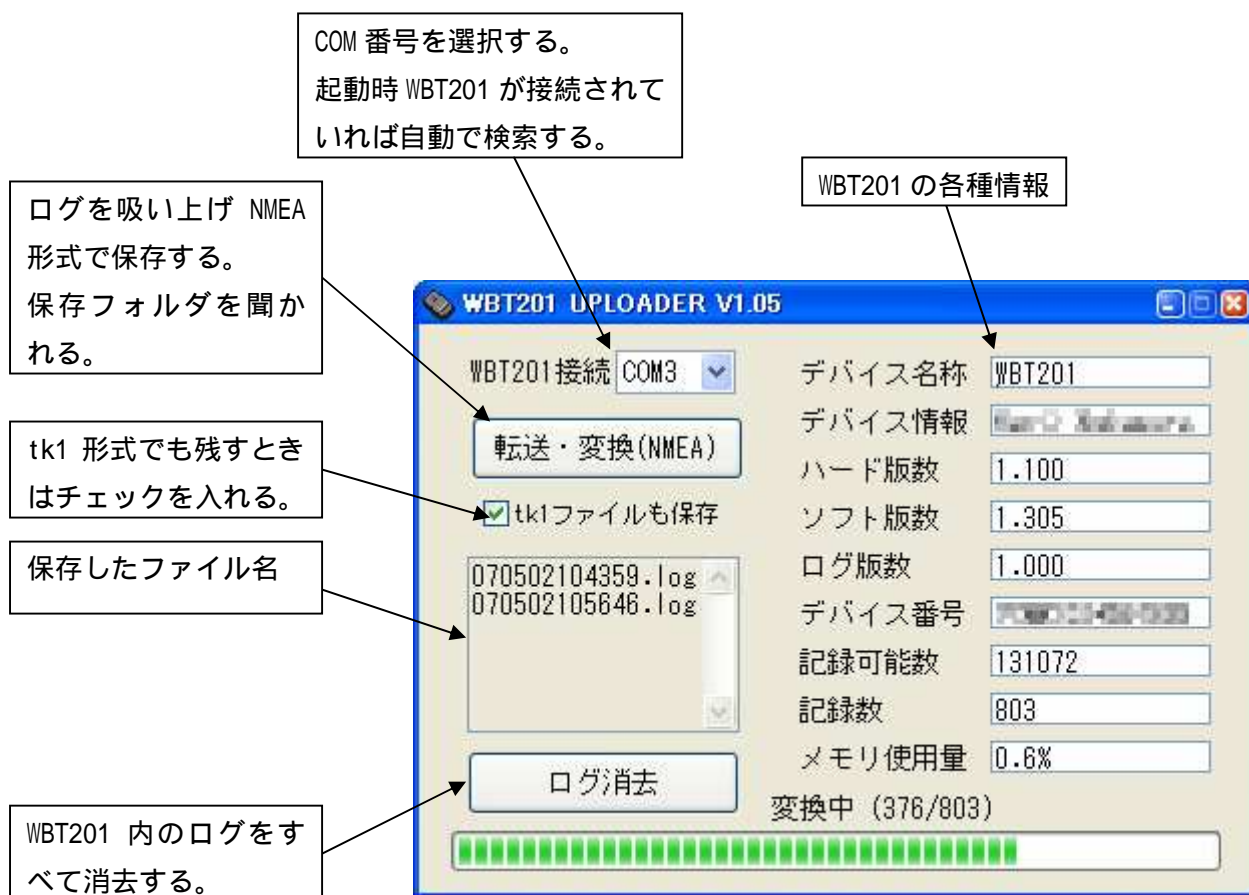 COM 番号を選択する。
起動時 WBT201 が接続されて
いれば自動で検索する。
WBT201 の各種情報
ログを吸い上げ NMEA
形式で保存する。
保存フォルダを聞か
れる。
tk1 形式でも残すとき
はチェックを入れる。
保存したファイル名
WBT201 内のログをす
べて消去する。
WBT201 UPLOADER V1.05
WBT201接続 COM3
転送・変換(NMEA)
tk1ファイルも保存
070502104359.log
070502105646.log
ログ消去
デバイス名称 WBT201
デバイス情報
ハード版数 1.100
ソフト版数 1.305
ログ版数 1.000
デバイス番号
記録可能数 131072
記録数 803
メモリ使用量 0.6%
変換中 (376/803)